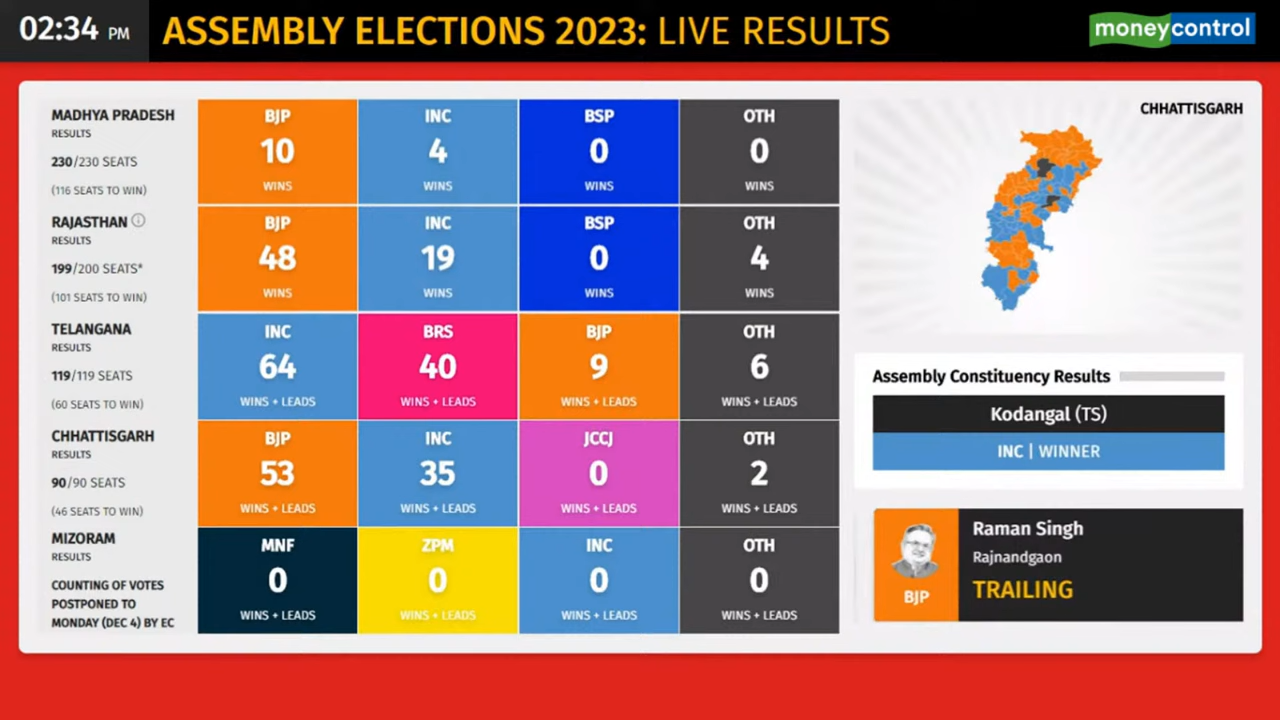 02:34 PM
ASSEMBLY ELECTIONS 2023: LIVE RESULTS
moneycontrol
MADHYA PRADESH
RESULTS
230/230 SEATS
(116 SEATS TO WIN)
BJP
10
WINS
INC
4
WINS
BSP
0
WINS
OTH
0
WINS
RAJASTHAN
RESULTS
199/200 SEATS*
(101 SEATS TO WIN)
BJP
48
WINS
INC
19
WINS
BSP
0
WINS
OTH
4
WINS
TELANGANA
RESULTS
119/119 SEATS
(60 SEATS TO WIN)
INC
64
WINS + LEADS
BRS
40
WINS + LEADS
BJP
9
WINS + LEADS
OTH
6
WINS + LEADS
CHHATTISGARH
RESULTS
90/90 SEATS
(46 SEATS TO WIN)
BJP
53
WINS + LEADS
INC
35
WINS + LEADS
JCCJ
0
WINS + LEADS
OTH
2
WINS + LEADS
MIZORAM
RESULTS
COUNTING OF VOTES
POSTPONED TO
MONDAY (DEC 4) BY EC
MNF
0
WINS + LEADS
ZPM
0
WINS + LEADS
INC
0
WINS + LEADS
OTH
0
WINS + LEADS
CHHATTISGARH
Assembly Constituency Results
Kodangal (TS)
INC | WINNER
BJP
Raman Singh
Rajnandgaon
TRAILING